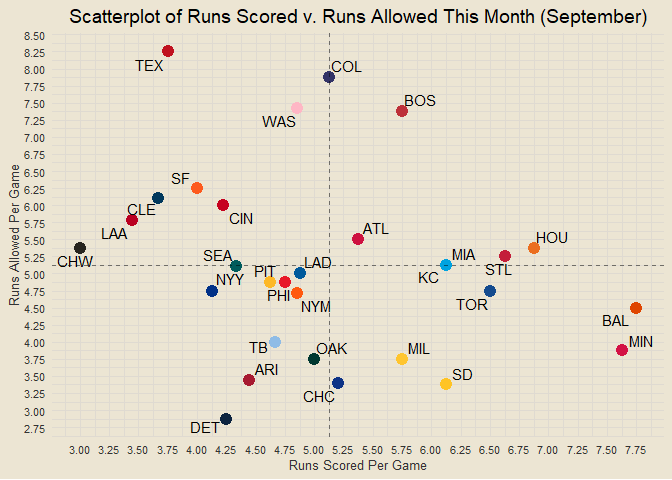 Scatterplot of Runs Scored v. Runs Allowed This Month (September)
8.50
8.25
8.00
7.75
7.50
7.25
7.00
6.75
6.50
6.25
6.00
5.75
5.50
5.25
5.00
4.75
4.50
4.25
4.00
3.75
3.50
3.25
3.00
2.75
Runs Allowed Per Game
TEX
COL
BOS
WAS
SF
CLE
CIN
LAA
ATL
HOU
CHW
SEA
MIA
PIT
LAD
KC
STL
NYY
PHI
NYM
TOR
BAL
TB
OAK
MIL
MIN
ARI
SD
CHC
DET
3.00 3.25 3.50 3.75 4.00 4.25 4.50 4.75 5.00 5.25 5.50 5.75 6.00 6.25 6.50 6.75 7.00 7.25 7.50 7.75
Runs Scored Per Game